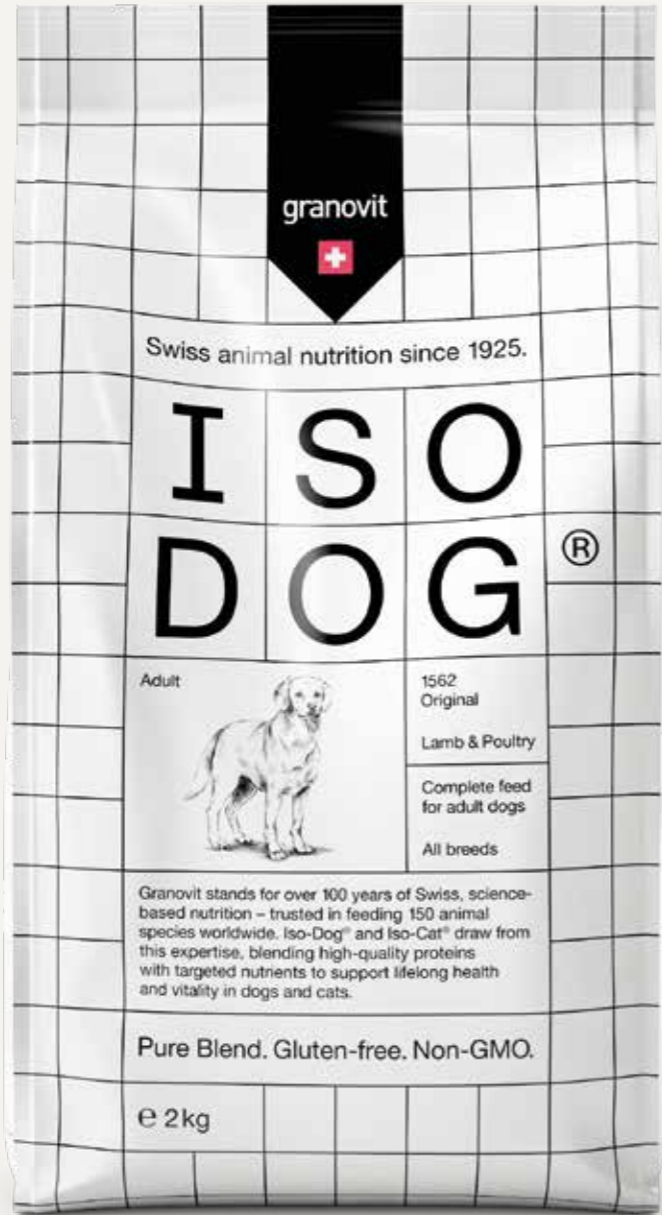 granovit
Swiss animal nutrition since 1925.
ISO
DOG®
Adult
1562
Original
Lamb & Poultry
Complete feed
for adult dogs
All breeds
Granovit stands for over 100 years of Swiss, science-
based nutrition – trusted in feeding 150 animal
species worldwide. Iso-Dog® and Iso-Cat® draw from
this expertise, blending high-quality proteins
with targeted nutrients to support lifelong health
and vitality in dogs and cats.
Pure Blend. Gluten-free. Non-GMO.
℮ 2kg